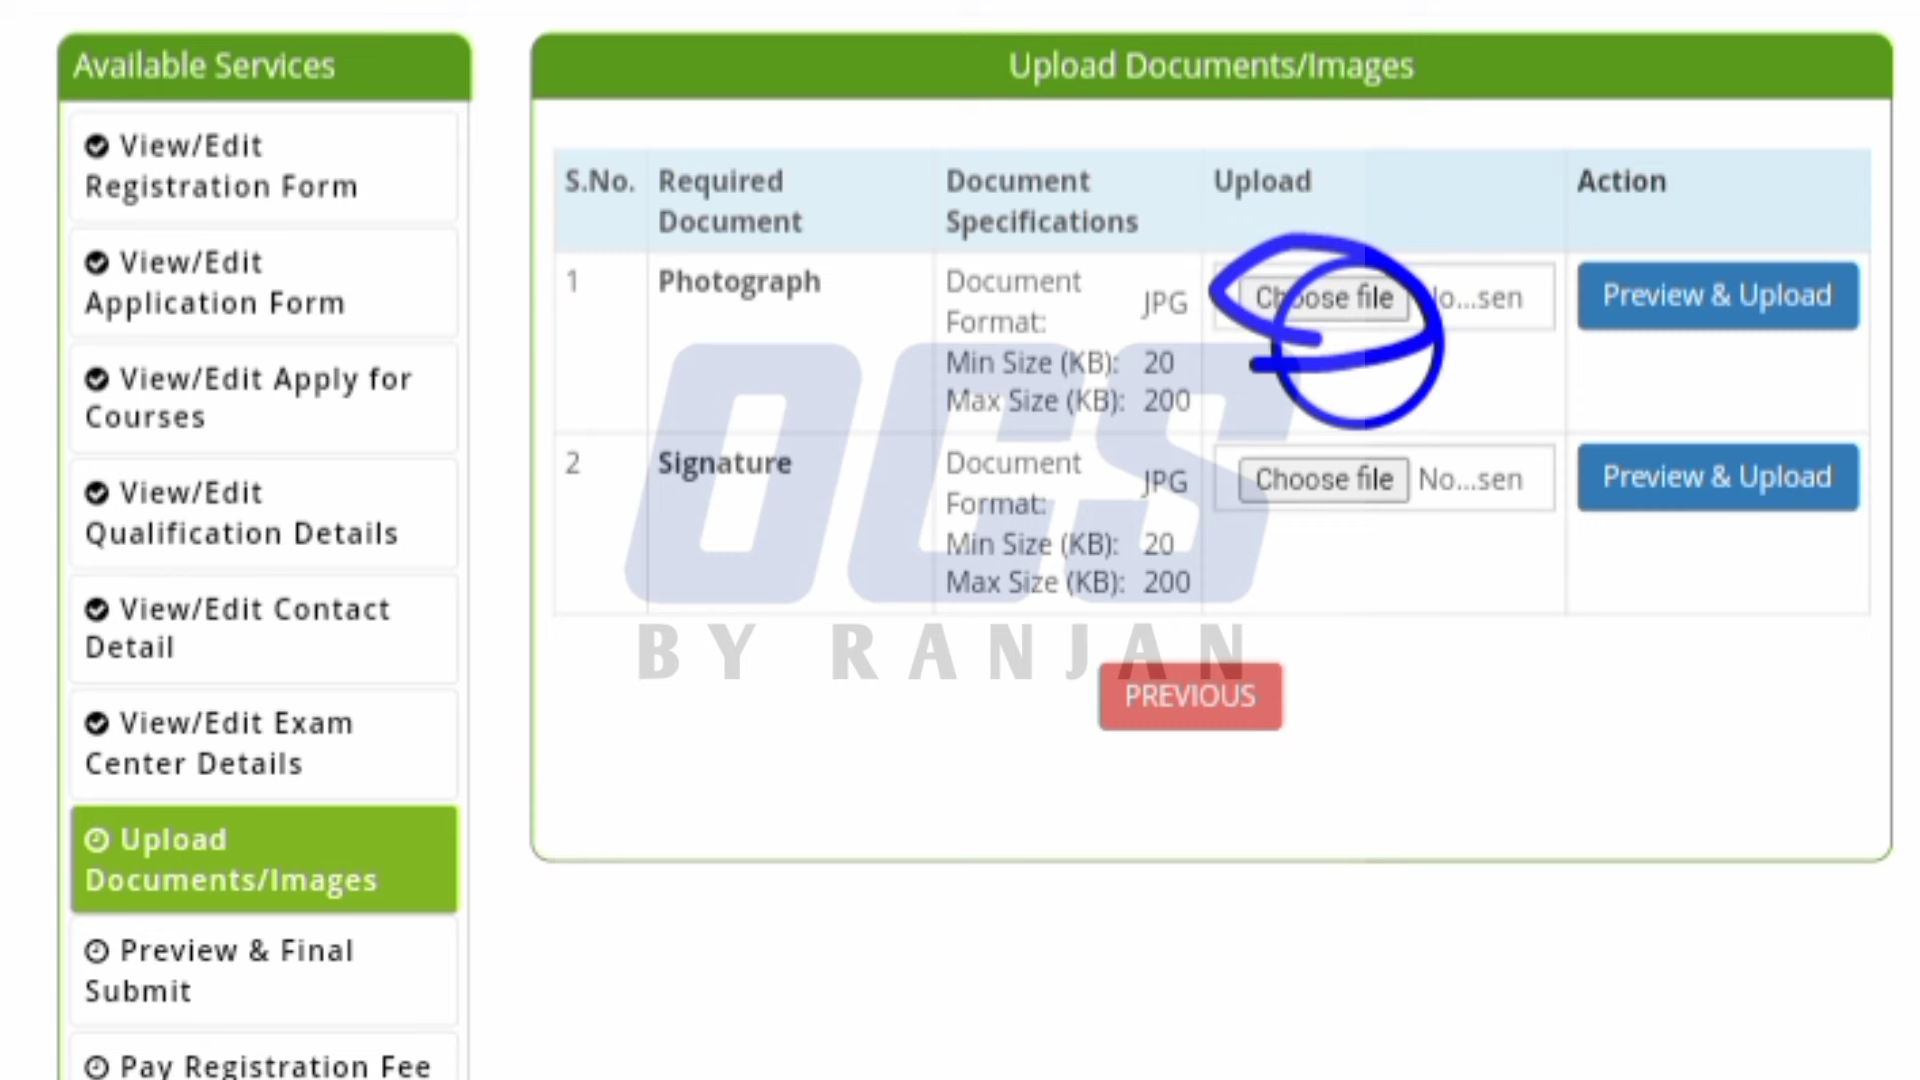 Available Services
View/Edit
Registration Form
View/Edit
Application Form
View/Edit Apply for
Courses
View/Edit
Qualification Details
View/Edit Contact
Detail
View/Edit Exam
Center Details
Upload
Documents/Images
Preview & Final
Submit
Pay Registration Fee
Upload Documents/Images
S.No. Required Document Document Specifications Upload Action
1 Photograph Document Format: JPG Choose file No...sen Preview & Upload
Min Size (KB): 20
Max Size (KB): 200
2 Signature Document Format: JPG Choose file No...sen Preview & Upload
Min Size (KB): 20
Max Size (KB): 200
OCS
BY RANJAN
PREVIOUS